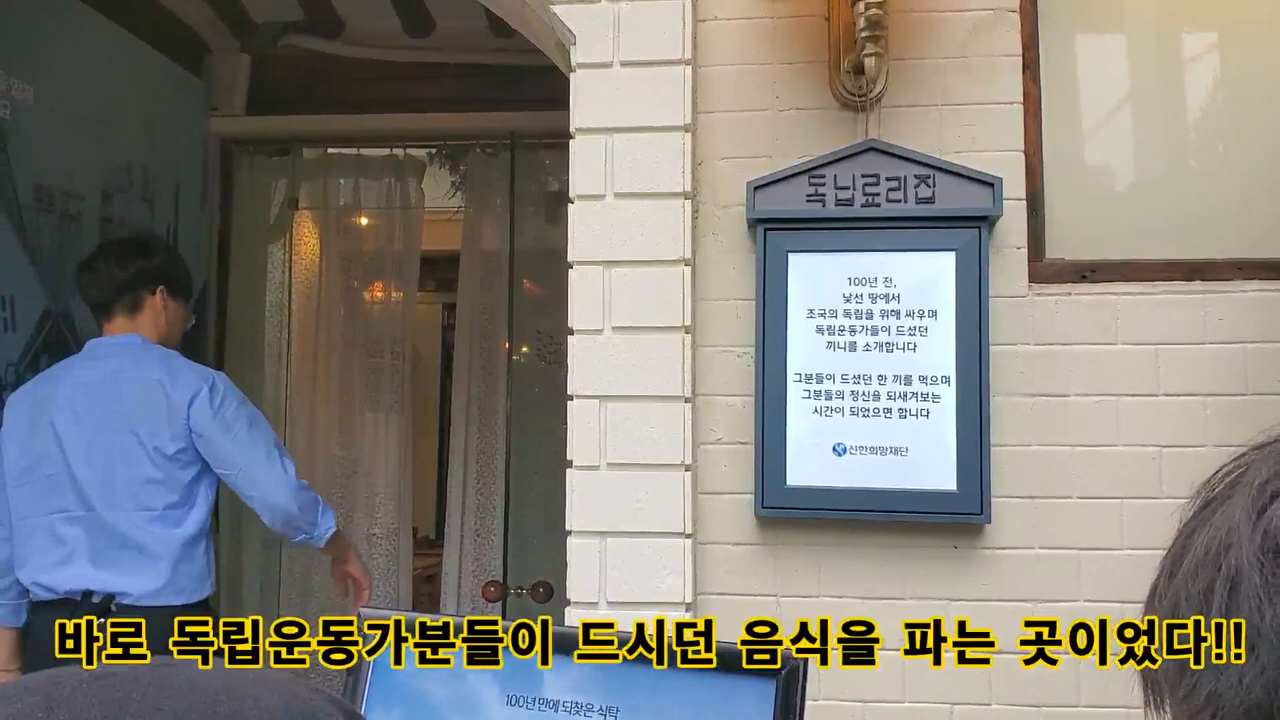 독닙료리집
100년 전,
낯선 땅에서
조국의 독립을 위해 싸우며
독립운동가들이 드셨던
끼니를 소개합니다
그분들이 드셨던 한 끼를 먹으며
그분들의 정신을 되새겨보는
시간이 되었으면 합니다
신한희망재단
바로 독립운동가분들이 드시던 음식을 파는 곳이었다!!
100년 만에 되찾은 식탁